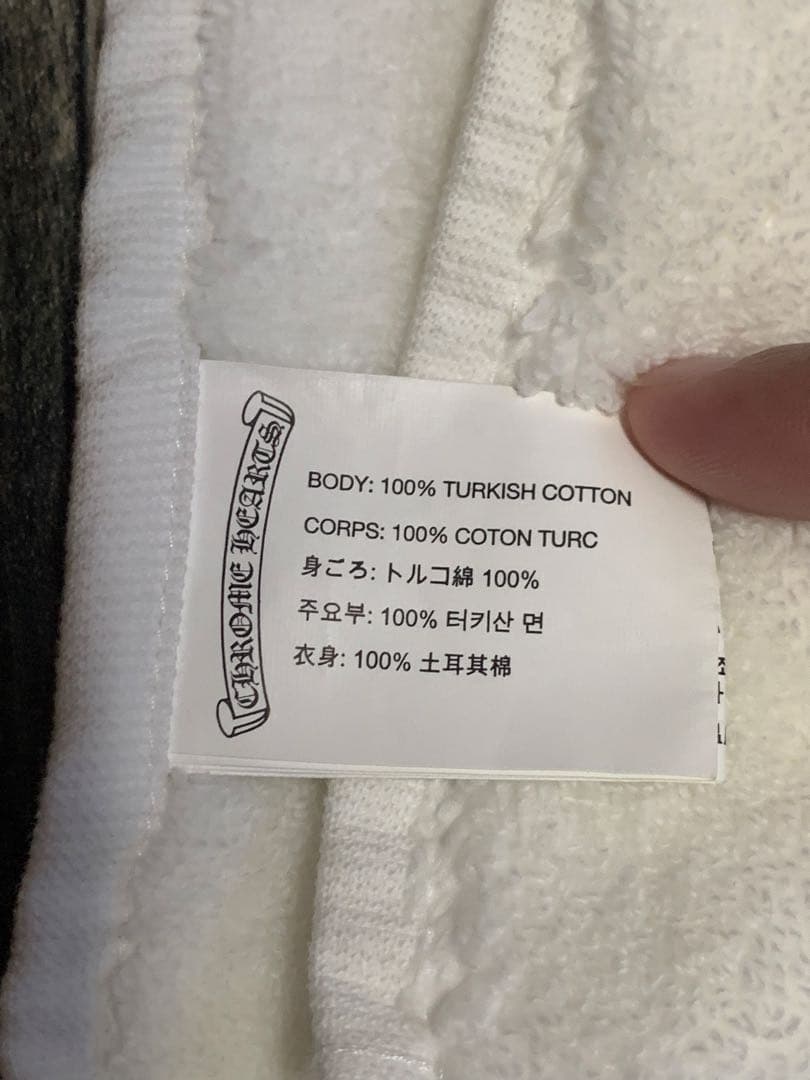 CHROME HEARTS
BODY: 100% TURKISH COTTON
CORPS: 100% COTON TURC
身ごろ: トルコ綿 100%
주요부: 100% 터키산 면
衣身: 100% 土耳其棉